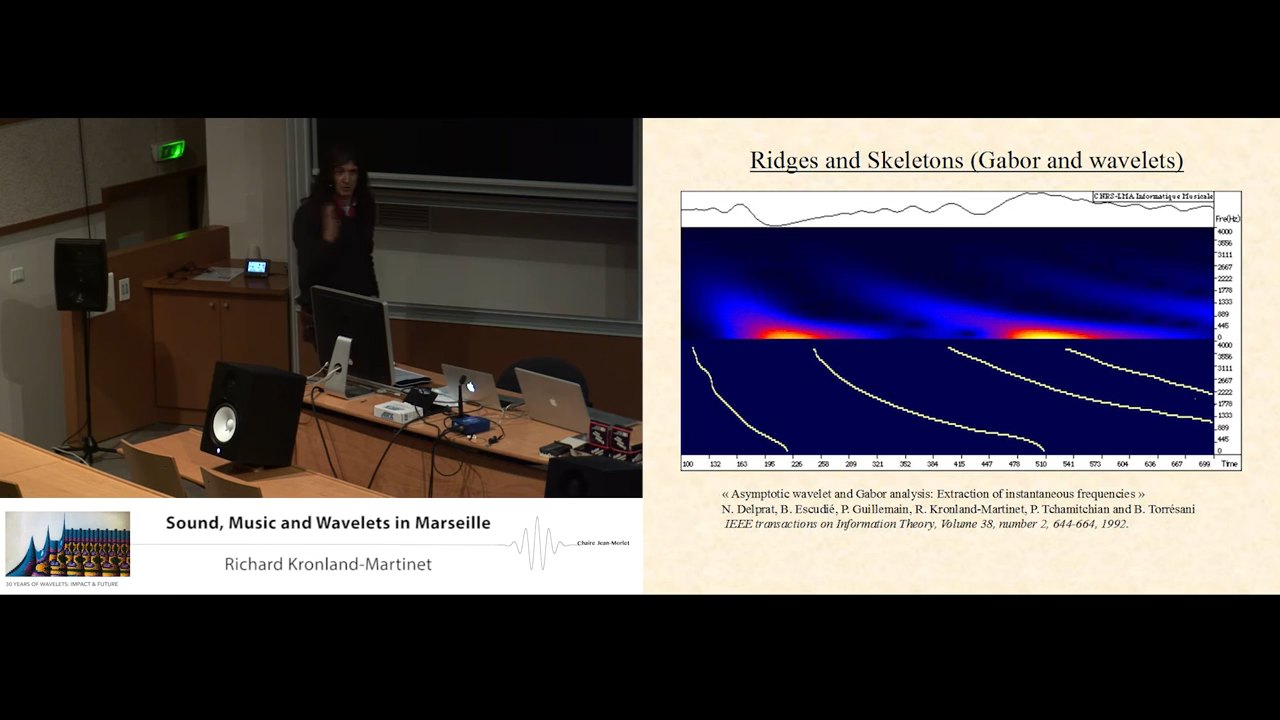 Ridges and Skeletons (Gabor and wavelets)
CNRS-LMA Informatique Musicale
Fre(Hz)
4000
3556
3111
2667
2222
1778
1333
889
445
0
4000
3556
3111
2667
2222
1778
1333
889
445
0
100 132 163 195 226 258 289 321 352 384 415 447 478 510 541 573 604 636 667 699 Time
« Asymptotic wavelet and Gabor analysis: Extraction of instantaneous frequencies »
N. Delprat, B. Escudié, P. Guillemain, R. Kronland-Martinet, P. Tchamitchian and B. Torrésani
IEEE transactions on Information Theory, Volume 38, number 2, 644-664, 1992.
Sound, Music and Wavelets in Marseille
Chaire Jean-Morlet
Richard Kronland-Martinet
30 YEARS OF WAVELETS: IMPACT & FUTURE